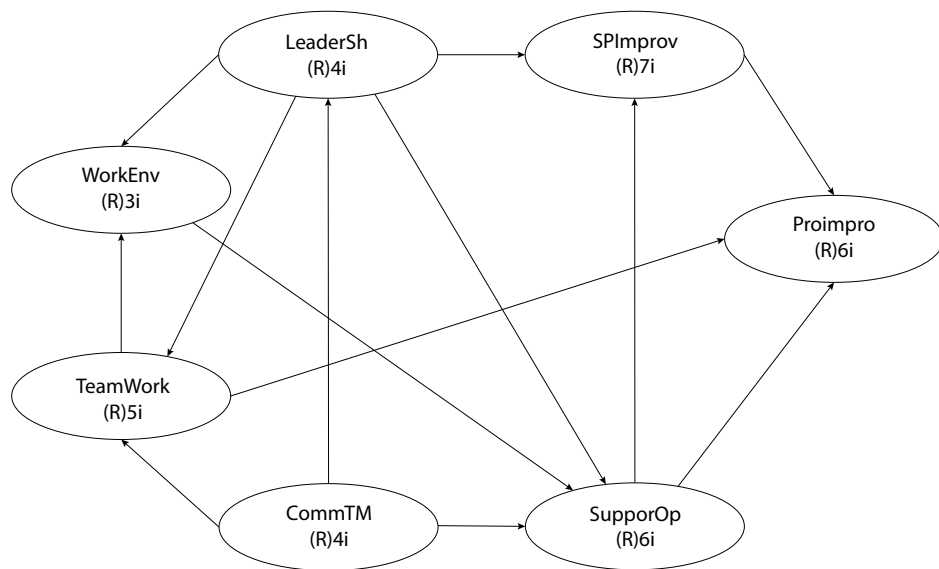 LeaderSh
(R)4i
SPImprov
(R)7i
WorkEnv
(R)3i
Proimpro
(R)6i
TeamWork
(R)5i
CommTM
(R)4i
SupporOp
(R)6i